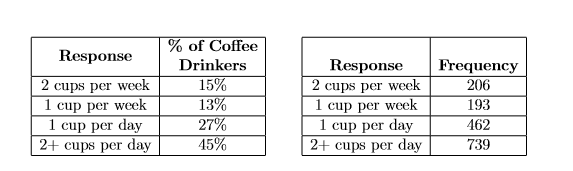 Response % of Coffee Drinkers
2 cups per week 15%
1 cup per week 13%
1 cup per day 27%
2+ cups per day 45%
Response Frequency
2 cups per week 206
1 cup per week 193
1 cup per day 462
2+ cups per day 739